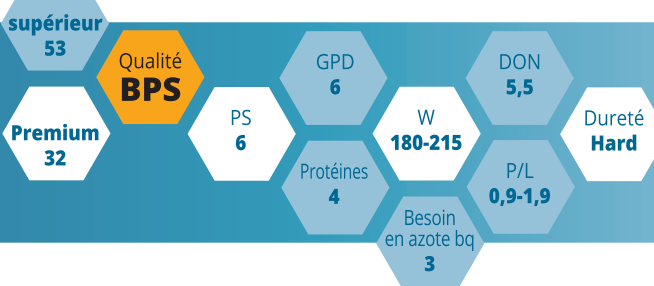 supérieur
53
Premium
32
Qualité
BPS
PS
6
GPD
6
Protéines
4
W
180-215
Besoin
en azote bq
3
DON
5,5
P/L
0,9-1,9
Dureté
Hard